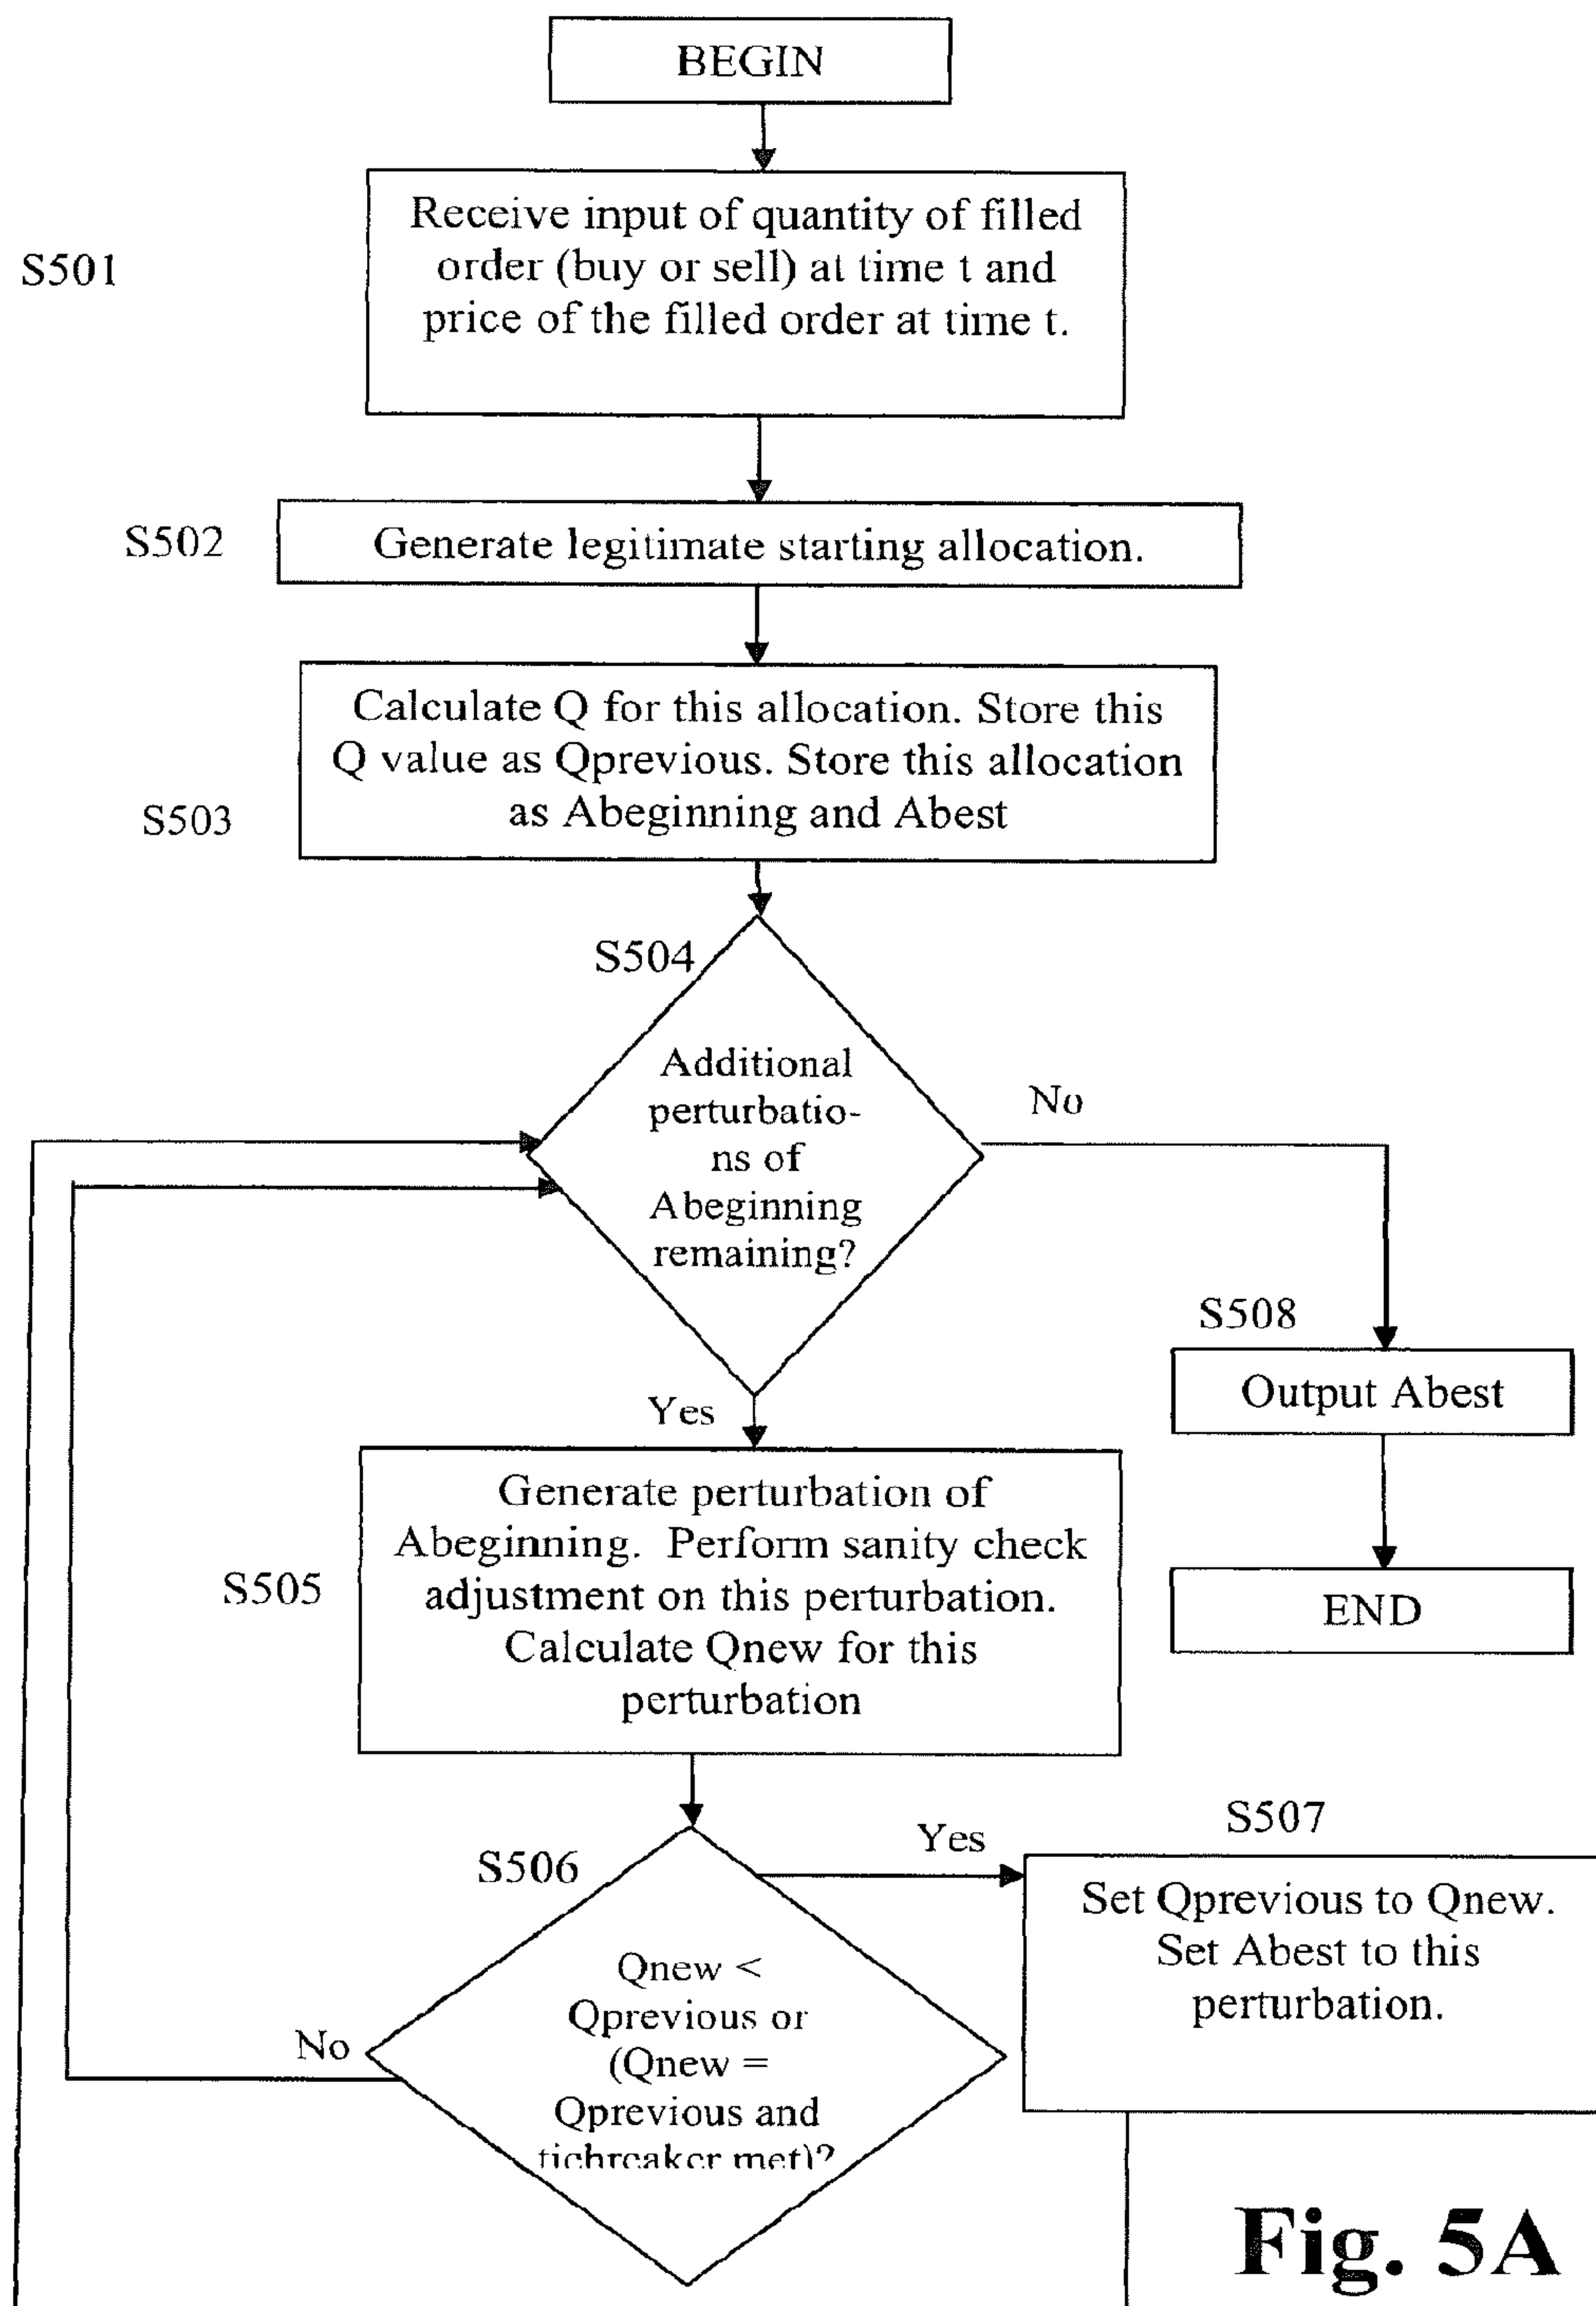 BEGIN
S501
Receive input of quantity of filled
order (buy or sell) at time t and
price of the filled order at time t.
S502
Generate legitimate starting allocation.
S503
Calculate Q for this allocation. Store this
Q value as Qprevious. Store this allocation
as Abeginning and Abest
S504
Additional
perturbatio-
ns of
Abeginning
remaining?
No
Yes
S508
Output Abest
END
S505
Generate perturbation of
Abeginning. Perform sanity check
adjustment on this perturbation.
Calculate Qnew for this
perturbation
S506
Qnew <
Qprevious or
(Qnew =
Qprevious and
tiebreaker met)?
Yes
No
S507
Set Qprevious to Qnew.
Set Abest to this
perturbation.
Fig. 5A